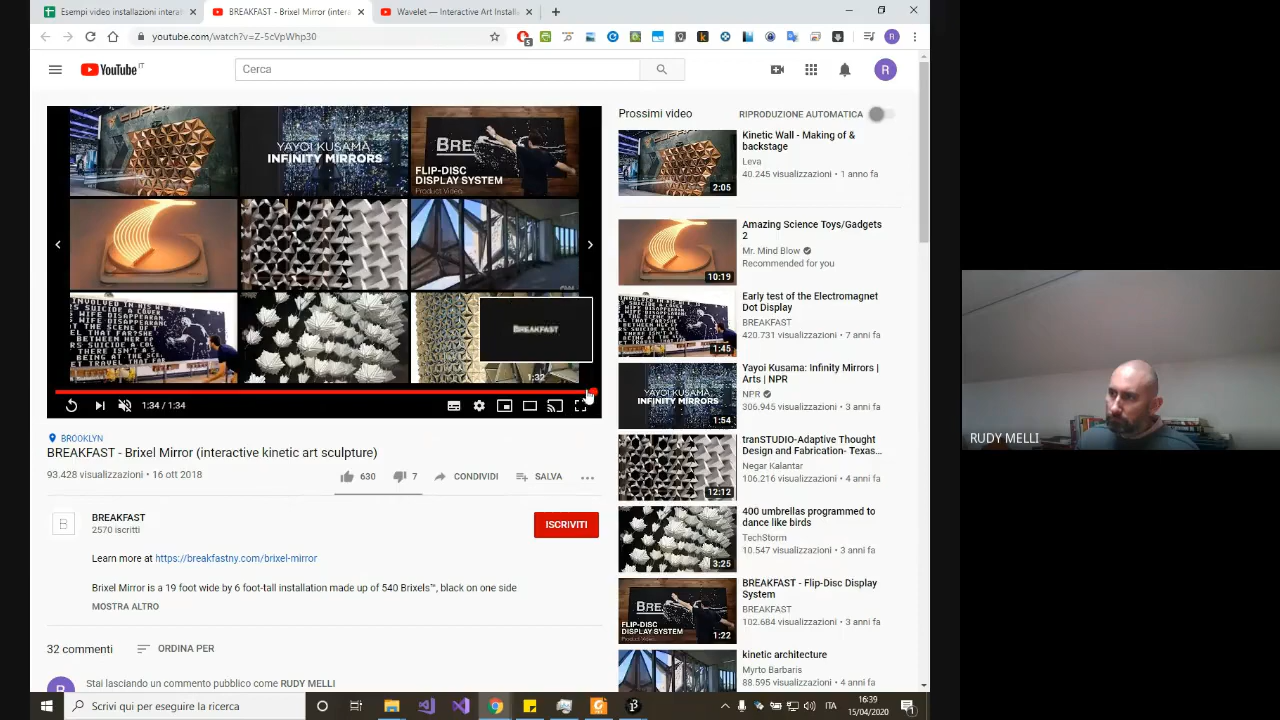 Esempi video installazioni interat
BREAKFAST - Brixel Mirror (intera
Wavelet — Interactive Art Installa
youtube.com/watch?v=Z-5cVpWhp30
YouTube IT
Cerca
R
YAYOI KUSAMA
INFINITY MIRRORS
FLIP-DISC
DISPLAY SYSTEM
Product Video
BREAKFAST
1:32
1:34 / 1:34
BROOKLYN
BREAKFAST - Brixel Mirror (interactive kinetic art sculpture)
93.428 visualizzazioni • 16 ott 2018
630
7
CONDIVIDI
SALVA
B
BREAKFAST
2570 iscritti
ISCRIVITI
Learn more at https://breakfastny.com/brixel-mirror
Brixel Mirror is a 19 foot wide by 6 foot-tall installation made up of 540 Brixels™, black on one side
MOSTRA ALTRO
32 commenti
ORDINA PER
Stai lasciando un commento pubblico come RUDY MELLI
Prossimi video
RIPRODUZIONE AUTOMATICA
Kinetic Wall - Making of &
backstage
Leva
40.245 visualizzazioni • 1 anno fa
2:05
Amazing Science Toys/Gadgets
2
Mr. Mind Blow
Recommended for you
10:19
Early test of the Electromagnet
Dot Display
BREAKFAST
420.731 visualizzazioni • 7 anni fa
1:45
Yayoi Kusama: Infinity Mirrors |
Arts | NPR
NPR
306.945 visualizzazioni • 3 anni fa
1:54
tranSTUDIO-Adaptive Thought
Design and Fabrication- Texas...
Negar Kalantar
106.216 visualizzazioni • 4 anni fa
12:12
400 umbrellas programmed to
dance like birds
TechStorm
10.547 visualizzazioni • 3 anni fa
3:25
BREAKFAST - Flip-Disc Display
System
BREAKFAST
102.684 visualizzazioni • 3 anni fa
1:22
kinetic architecture
Myrto Barbaris
88.595 visualizzazioni • 4 anni fa
Scrivi qui per eseguire la ricerca
ITA
16:39
15/04/2020
RUDY MELLI